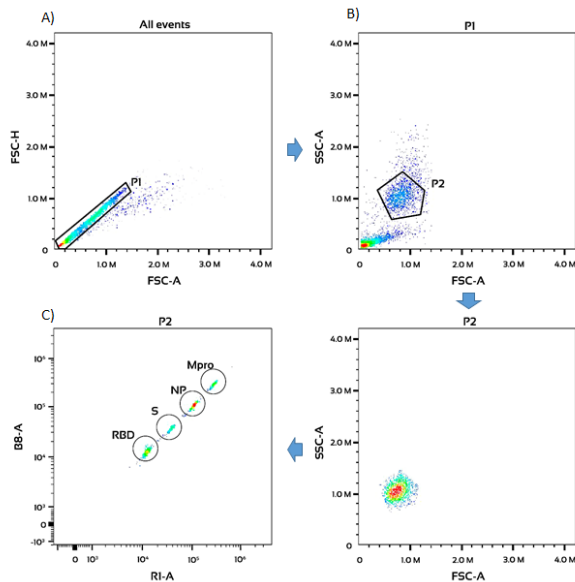 A)
All events
4.0 M
3.0 M
2.0 M
1.0 M
0
FSC-H
P1
0 1.0 M 2.0 M 3.0 M 4.0 M
FSC-A
B)
P1
4.0 M
3.0 M
2.0 M
1.0 M
0
SSC-A
P2
0 1.0 M 2.0 M 3.0 M 4.0 M
FSC-A
C)
P2
10⁶
10⁵
10⁴
10³
0
-10³
B8-A
Mpro
NP
S
RBD
0 10³ 10⁴ 10⁵ 10⁶
R1-A
P2
4.0 M
3.0 M
2.0 M
1.0 M
0
SSC-A
0 1.0 M 2.0 M 3.0 M 4.0 M
FSC-A